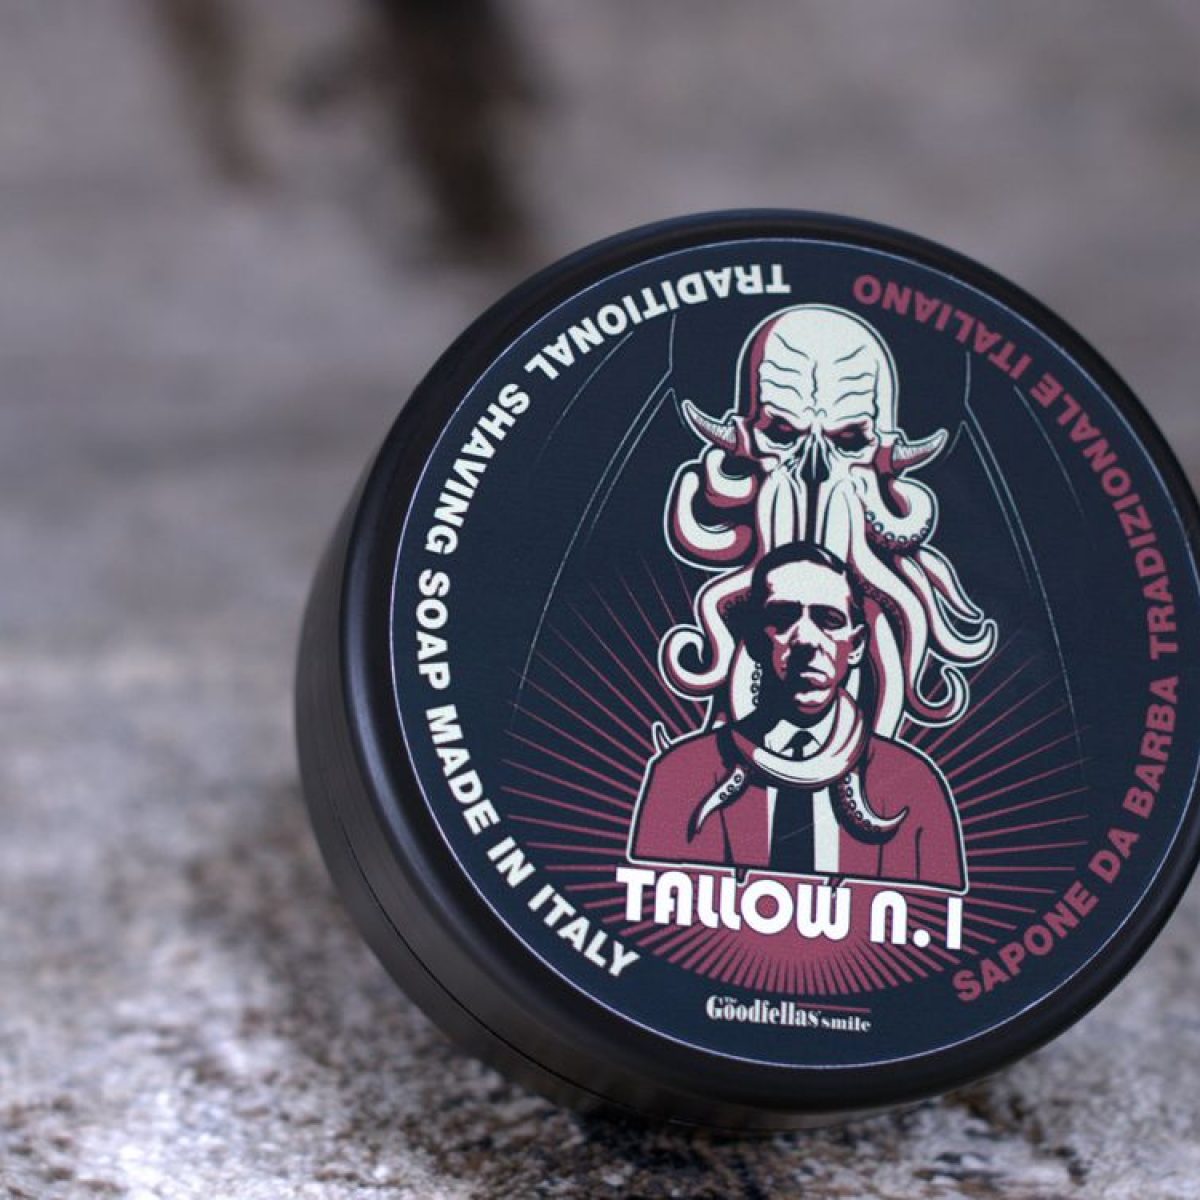 TRADITIONAL SHAVING SOAP MADE IN ITALY
SAPONE DA BARBA TRADIZIONALE ITALIANO
TALLOW N. 1
The Goodfellas' smile